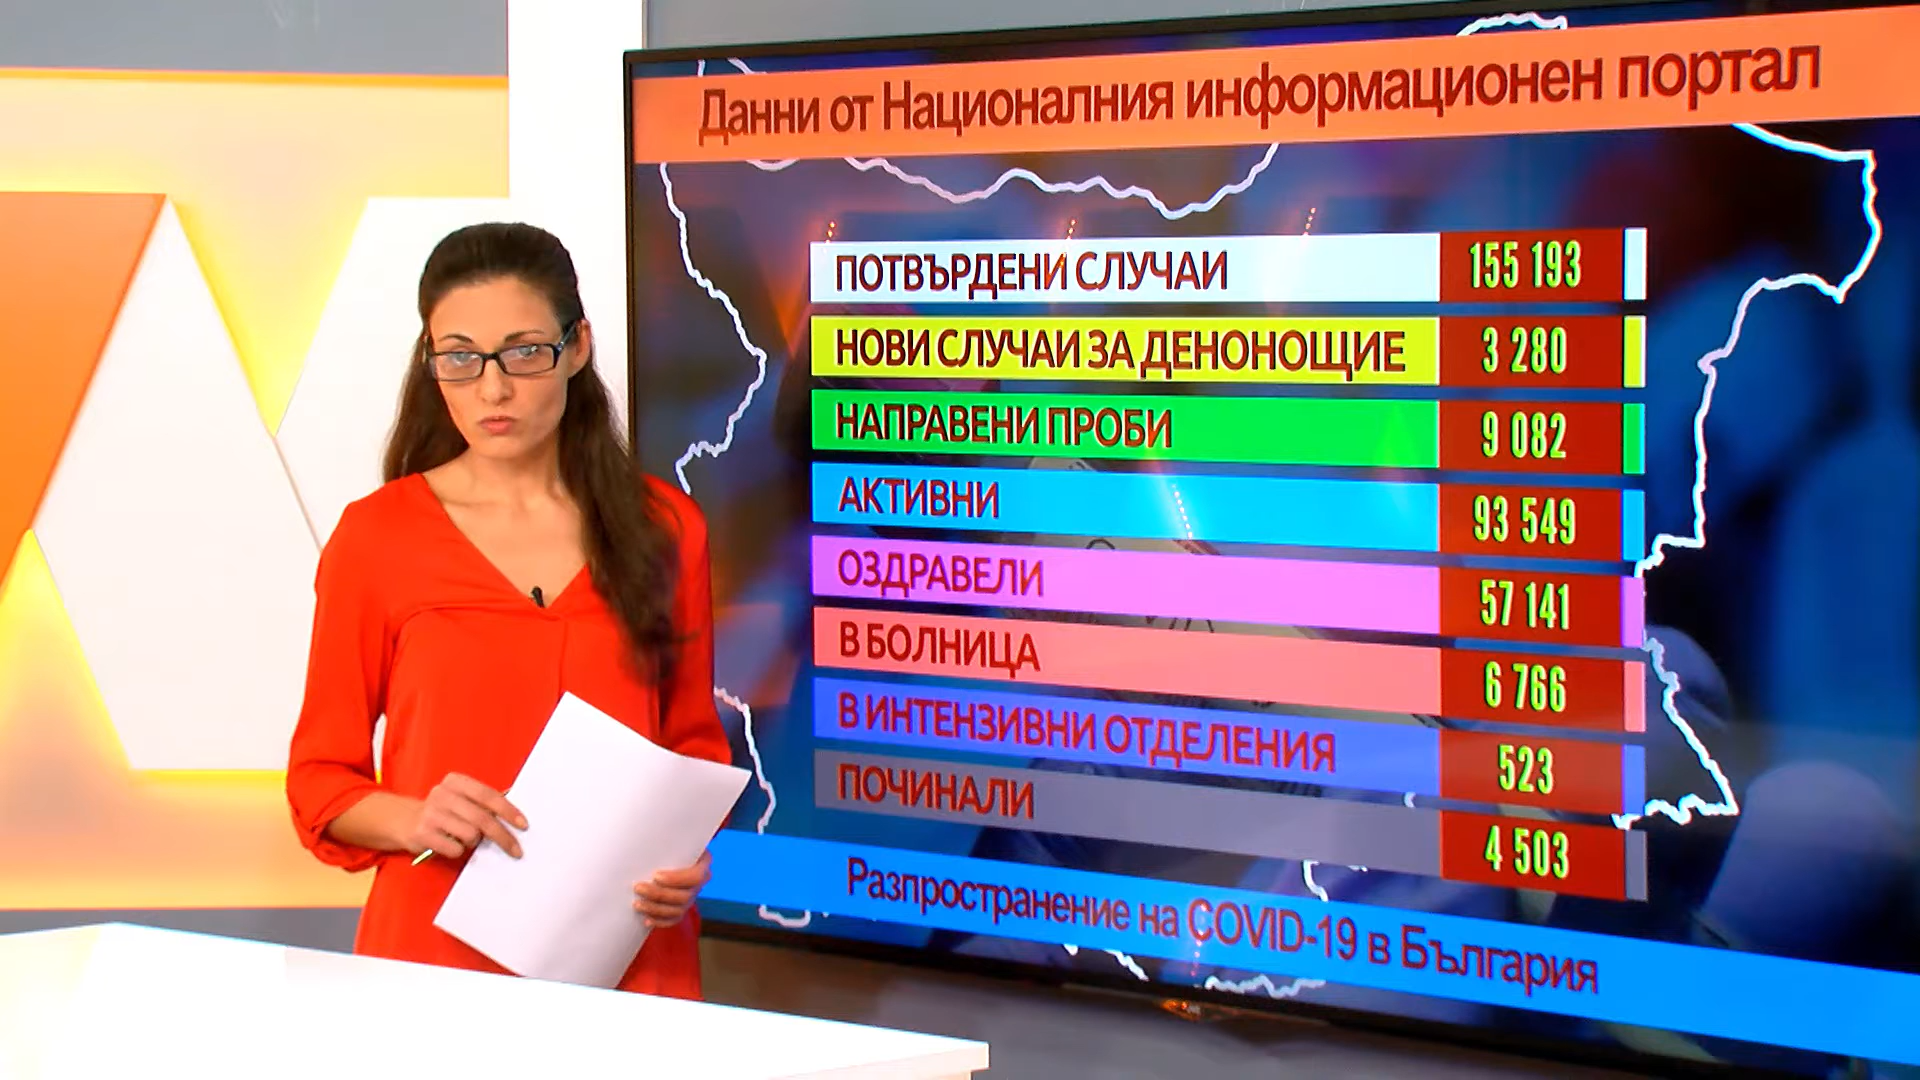 Данни от Националния информационен портал
ПОТВЪРДЕНИ СЛУЧАИ 155 193
НОВИ СЛУЧАИ ЗА ДЕНОНОЩИЕ 3 280
НАПРАВЕНИ ПРОБИ 9 082
АКТИВНИ 93 549
ОЗДРАВЕЛИ 57 141
В БОЛНИЦА 6 766
В ИНТЕНЗИВНИ ОТДЕЛЕНИЯ 523
ПОЧИНАЛИ 4 503
Разпространение на COVID-19 в България